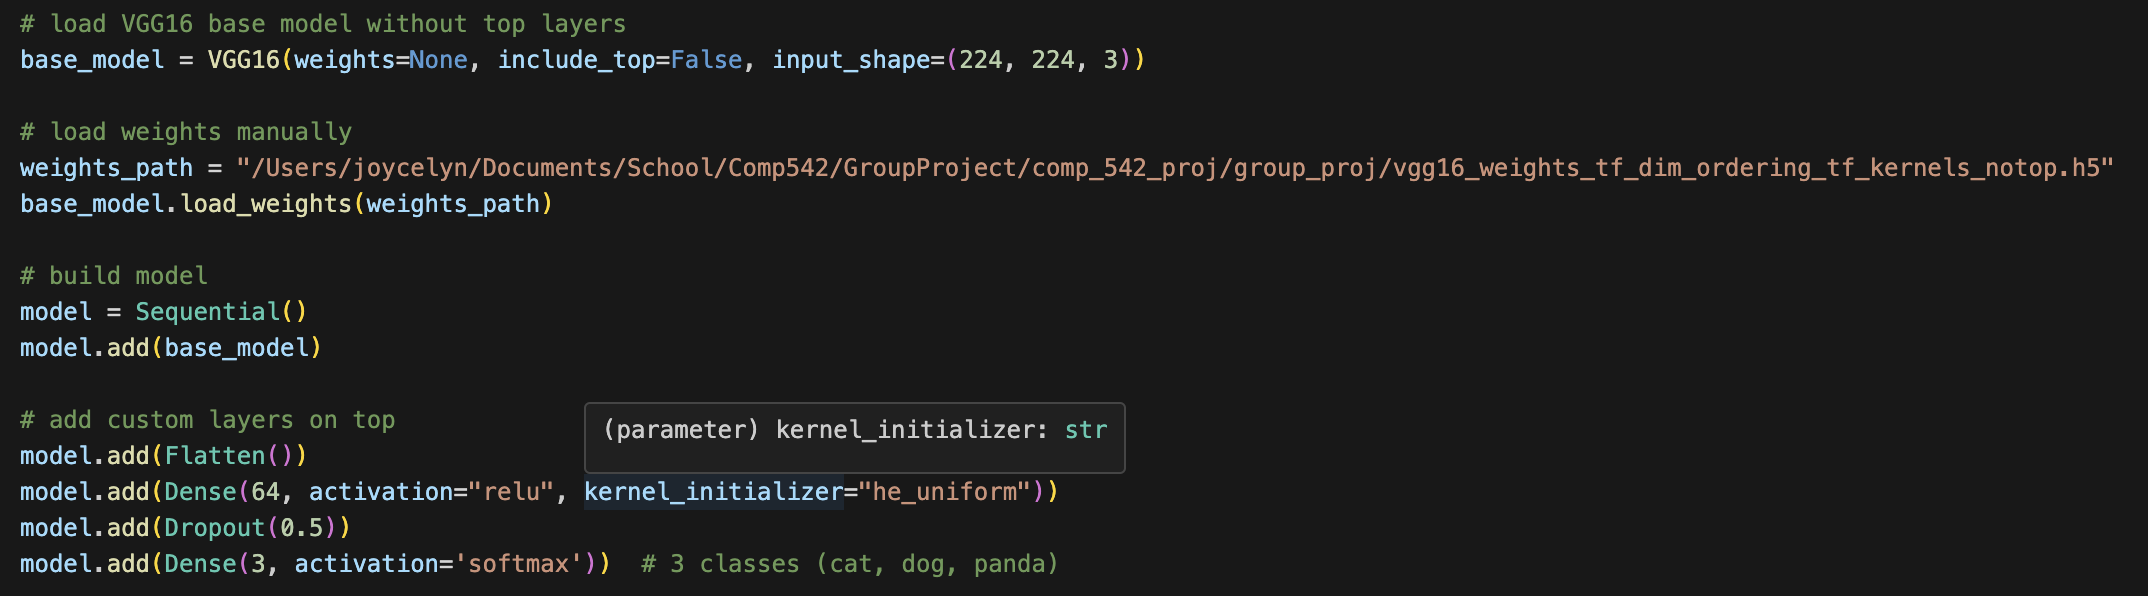 # load VGG16 base model without top layers
base_model = VGG16(weights=None, include_top=False, input_shape=(224, 224, 3))
# load weights manually
weights_path = "/Users/joycelyn/Documents/School/Comp542/GroupProject/comp_542_proj/group_proj/vgg16_weights_tf_dim_ordering_tf_kernels_notop.h5"
base_model.load_weights(weights_path)
# build model
model = Sequential()
model.add(base_model)
# add custom layers on top
(parameter) kernel_initializer: str
model.add(Flatten())
model.add(Dense(64, activation="relu", kernel_initializer="he_uniform"))
model.add(Dropout(0.5))
model.add(Dense(3, activation='softmax'))  # 3 classes (cat, dog, panda)